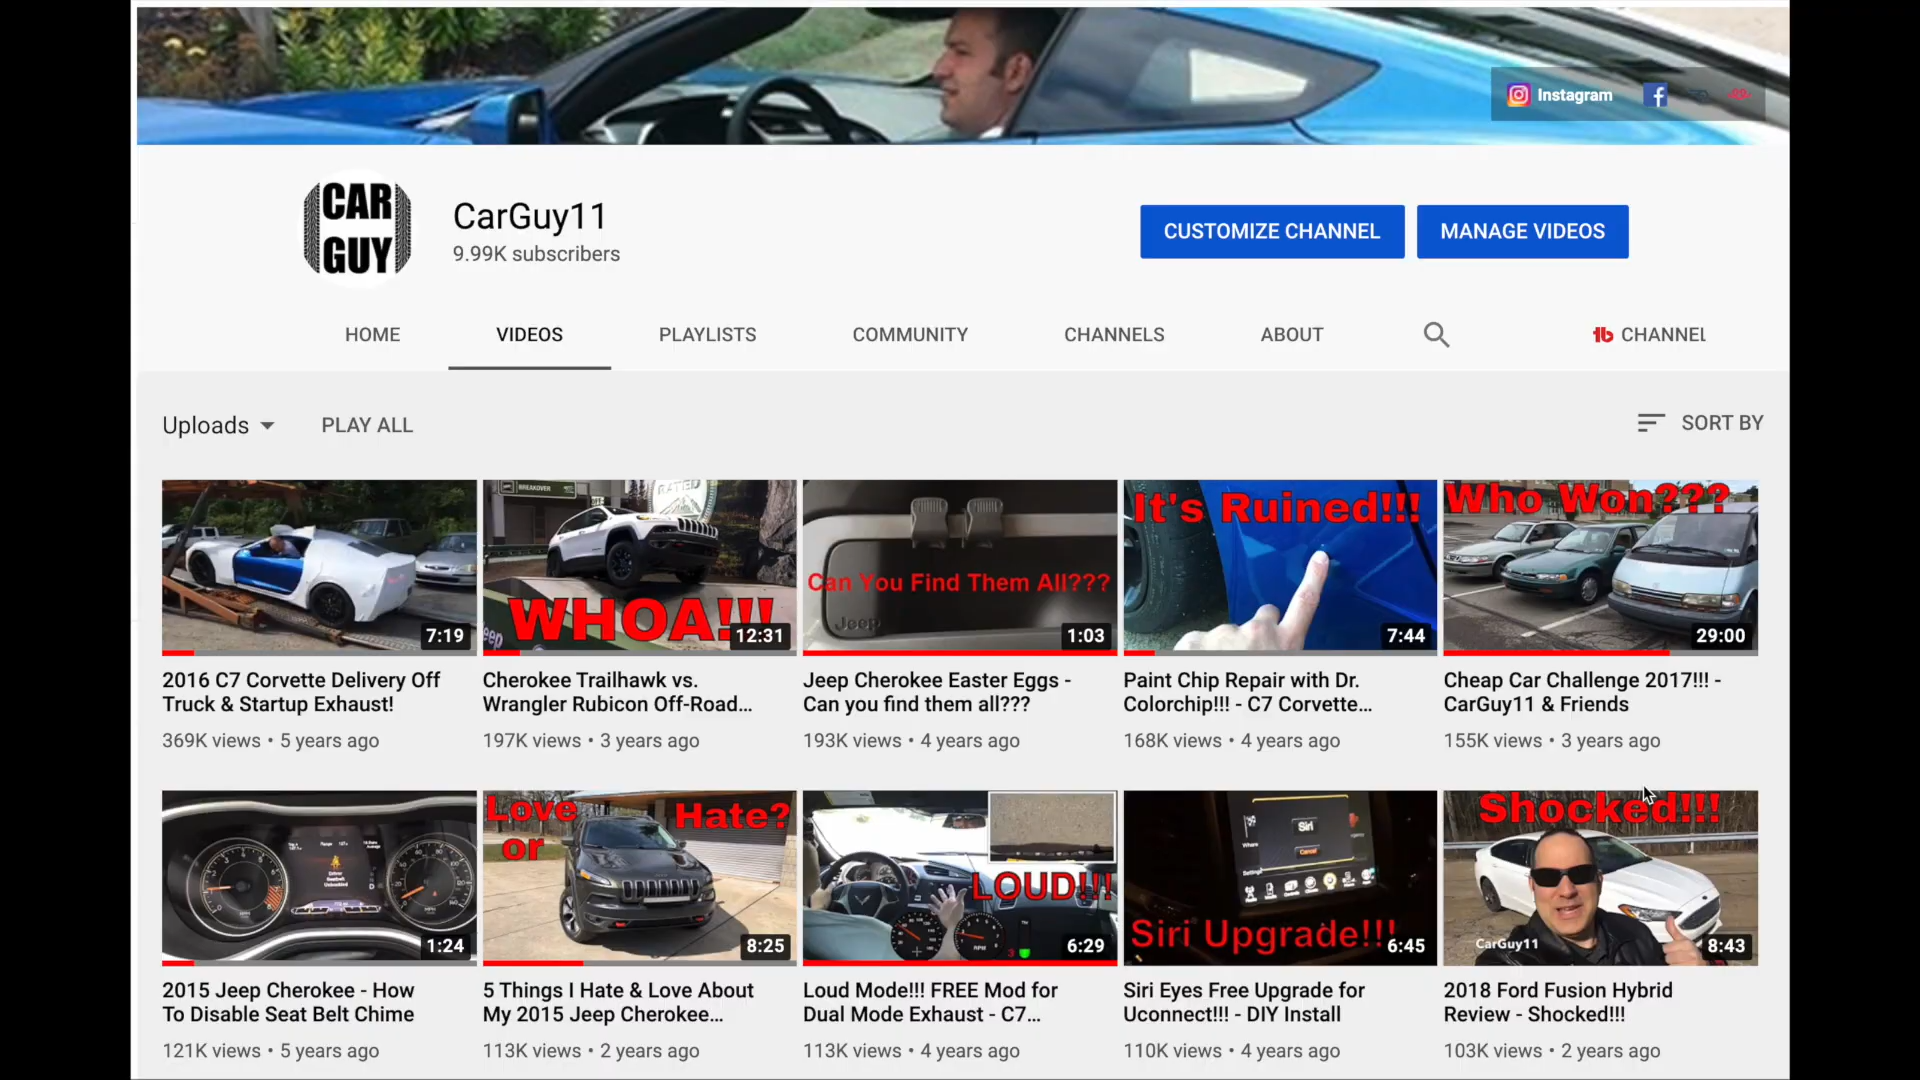 Instagram
CAR
GUY
CarGuy11
9.99K subscribers
CUSTOMIZE CHANNEL
MANAGE VIDEOS
HOME
VIDEOS
PLAYLISTS
COMMUNITY
CHANNELS
ABOUT
CHANNEL
Uploads
PLAY ALL
SORT BY
7:19
BREAKOVER
RATED
WHOA!!!
Jeep
12:31
Can You Find Them All???
Jeep
1:03
It's Ruined!!!
7:44
Who Won???
29:00
2016 C7 Corvette Delivery Off
Truck & Startup Exhaust!
369K views • 5 years ago
Cherokee Trailhawk vs.
Wrangler Rubicon Off-Road...
197K views • 3 years ago
Jeep Cherokee Easter Eggs -
Can you find them all???
193K views • 4 years ago
Paint Chip Repair with Dr.
Colorchip!!! - C7 Corvette...
168K views • 4 years ago
Cheap Car Challenge 2017!!! -
CarGuy11 & Friends
155K views • 3 years ago
1:24
Love
or
Hate?
8:25
LOUD!!!
6:29
Siri
Cancel
Siri Upgrade!!!
6:45
Shocked!!!
CarGuy11
8:43
2015 Jeep Cherokee - How
To Disable Seat Belt Chime
121K views • 5 years ago
5 Things I Hate & Love About
My 2015 Jeep Cherokee...
113K views • 2 years ago
Loud Mode!!! FREE Mod for
Dual Mode Exhaust - C7...
113K views • 4 years ago
Siri Eyes Free Upgrade for
Uconnect!!! - DIY Install
110K views • 4 years ago
2018 Ford Fusion Hybrid
Review - Shocked!!!
103K views • 2 years ago